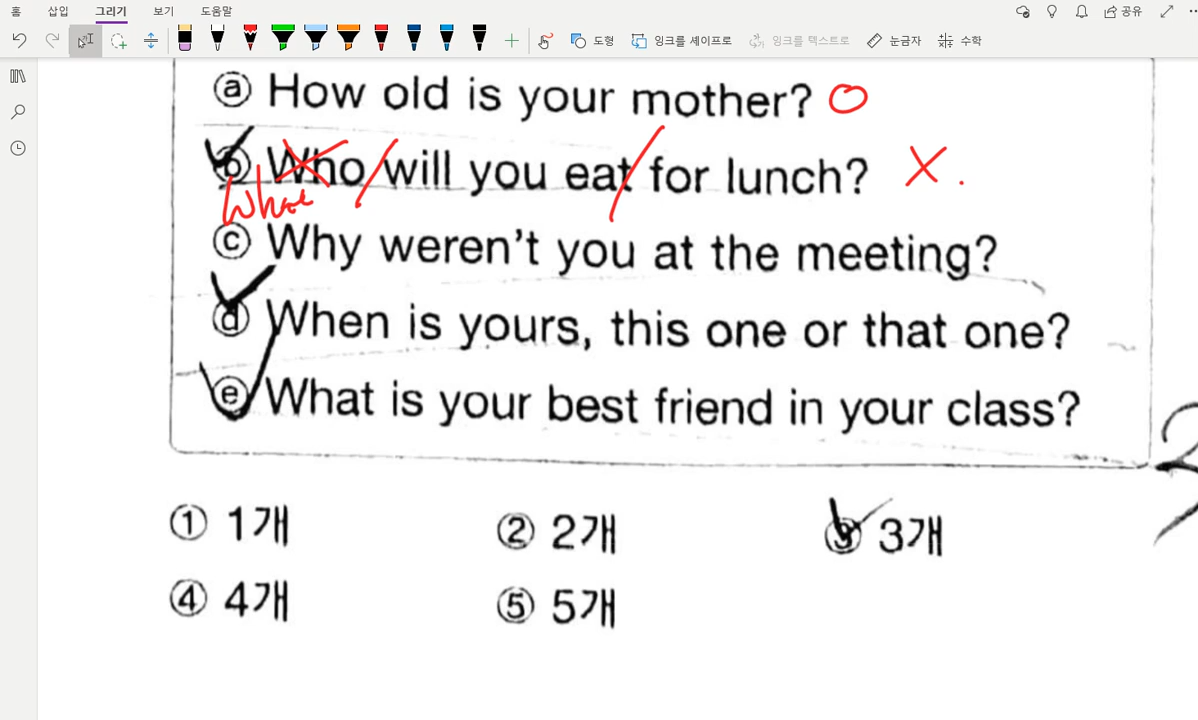 홈 삽입 그리기 보기 도움말 공유
도형 잉크를 셰이프로 잉크를 텍스트로 눈금자 수학
ⓐ How old is your mother? O
ⓑ Who will you eat for lunch? X.
What
ⓒ Why weren't you at the meeting?
ⓓ When is yours, this one or that one?
ⓔ What is your best friend in your class?
① 1개 ② 2개 ③ 3개
④ 4개 ⑤ 5개